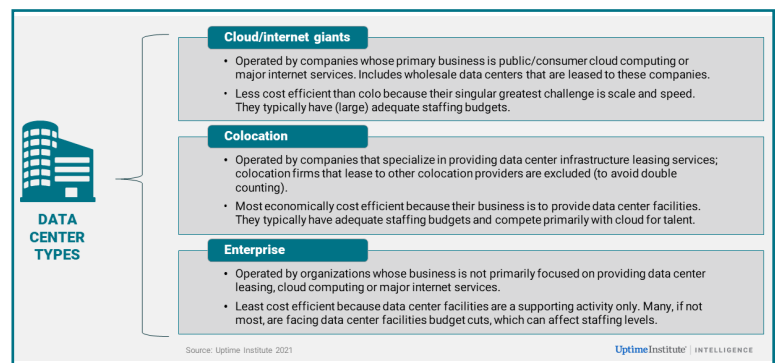 Cloud/internet giants
• Operated by companies whose primary business is public/consumer cloud computing or
major internet services. Includes wholesale data centers that are leased to these companies.
• Less cost efficient than colo because their singular greatest challenge is scale and speed.
They typically have (large) adequate staffing budgets.
Colocation
• Operated by companies that specialize in providing data center infrastructure leasing services;
colocation firms that lease to other colocation providers are excluded (to avoid double
counting).
• Most economically cost efficient because their business is to provide data center facilities.
They typically have adequate staffing budgets and compete primarily with cloud for talent.
DATA
CENTER
TYPES
Enterprise
• Operated by organizations whose business is not primarily focused on providing data center
leasing, cloud computing or major internet services.
• Least cost efficient because data center facilities are a supporting activity only. Many, if not
most, are facing data center facilities budget cuts, which can affect staffing levels.
Source: Uptime Institute 2021
UptimeInstitute® | INTELLIGENCE